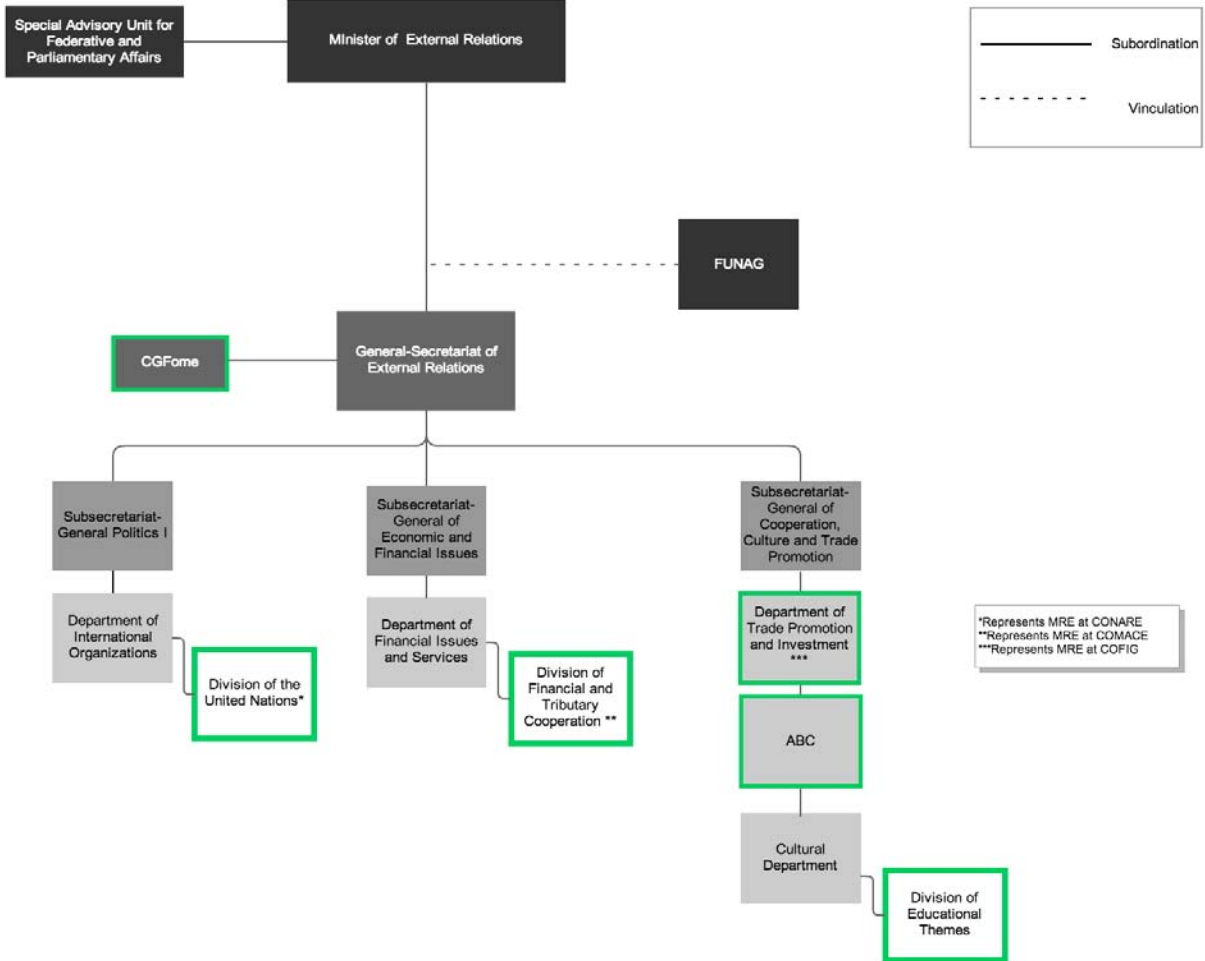 Special Advisory Unit for
Federative and
Parliamentary Affairs
MInister of External Relations
Subordination
Vinculation
FUNAG
CGFome
General-Secretariat of
External Relations
Subsecretariat-
General Politics I
Subsecretariat-
General of
Economic and
Financial Issues
Subsecretariat-
General of
Cooperation,
Culture and Trade
Promotion
Department of
International
Organizations
Department of
Financial Issues
and Services
Department of
Trade Promotion
and Investment
***
*Represents MRE at CONARE
**Represents MRE at COMACE
***Represents MRE at COFIG
Division of the
United Nations*
Division of
Financial and
Tributary
Cooperation **
ABC
Cultural
Department
Division of
Educational
Themes